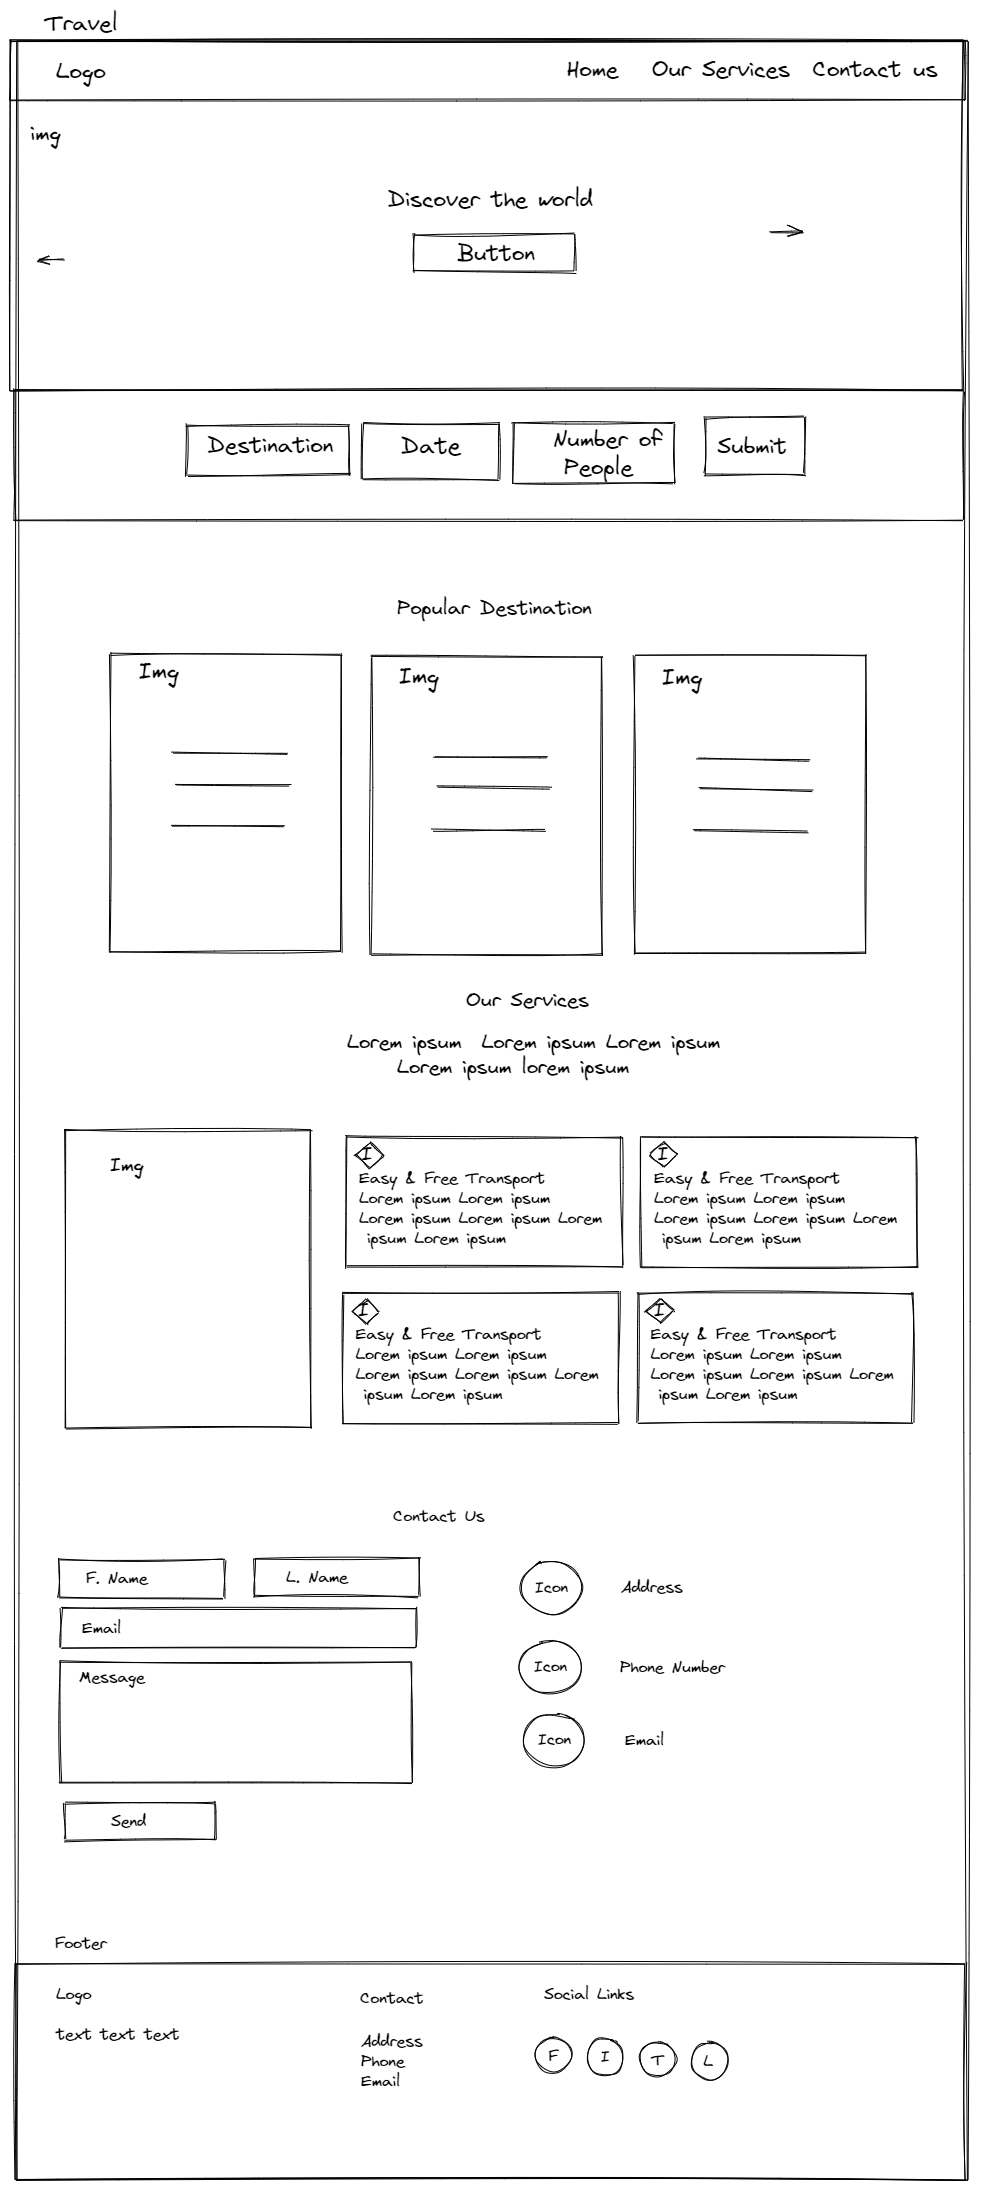 Travel
Logo
Home
Our Services
Contact us
img
Discover the world
Button
Destination
Date
Number of
People
Submit
Popular Destination
Img
Img
Img
Our Services
Lorem ipsum Lorem ipsum Lorem ipsum
Lorem ipsum lorem ipsum
Img
I
Easy & Free Transport
Lorem ipsum Lorem ipsum
Lorem ipsum Lorem ipsum Lorem
ipsum Lorem ipsum
I
Easy & Free Transport
Lorem ipsum Lorem ipsum
Lorem ipsum Lorem ipsum Lorem
ipsum Lorem ipsum
I
Easy & Free Transport
Lorem ipsum Lorem ipsum
Lorem ipsum Lorem ipsum Lorem
ipsum Lorem ipsum
I
Easy & Free Transport
Lorem ipsum Lorem ipsum
Lorem ipsum Lorem ipsum Lorem
ipsum Lorem ipsum
Contact Us
F. Name
L. Name
Email
Message
Send
Icon
Address
Icon
Phone Number
Icon
Email
Footer
Logo
text text text
Contact
Address
Phone
Email
Social Links
F
I
T
L